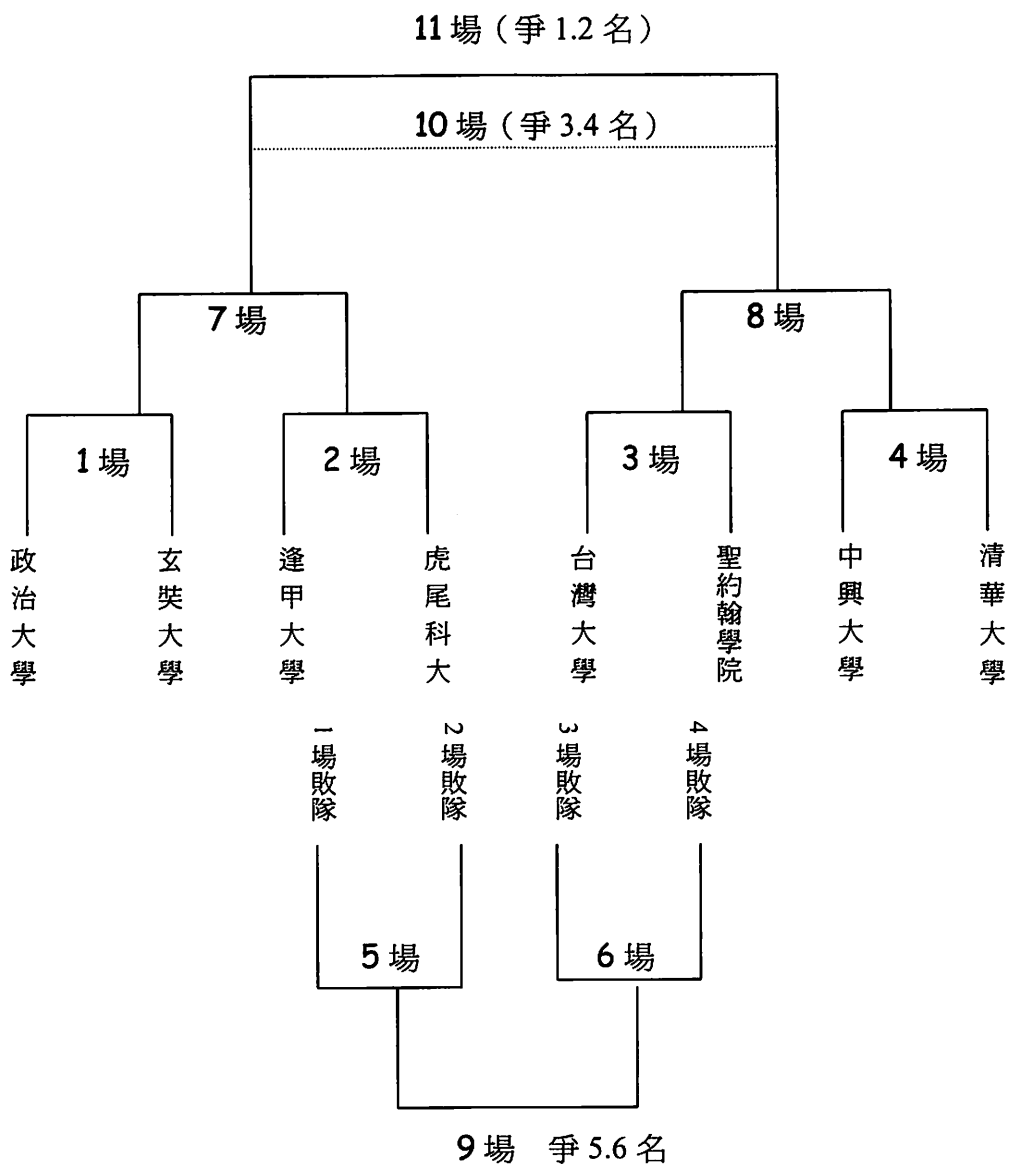 11場（爭1.2名）
10場（爭3.4名）
7場
8場
1場
2場
3場
4場
政治大學
玄奘大學
逢甲大學
虎尾科大
台灣大學
聖約翰學院
中興大學
清華大學
1場敗隊
2場敗隊
3場敗隊
4場敗隊
5場
6場
9場 爭5.6名